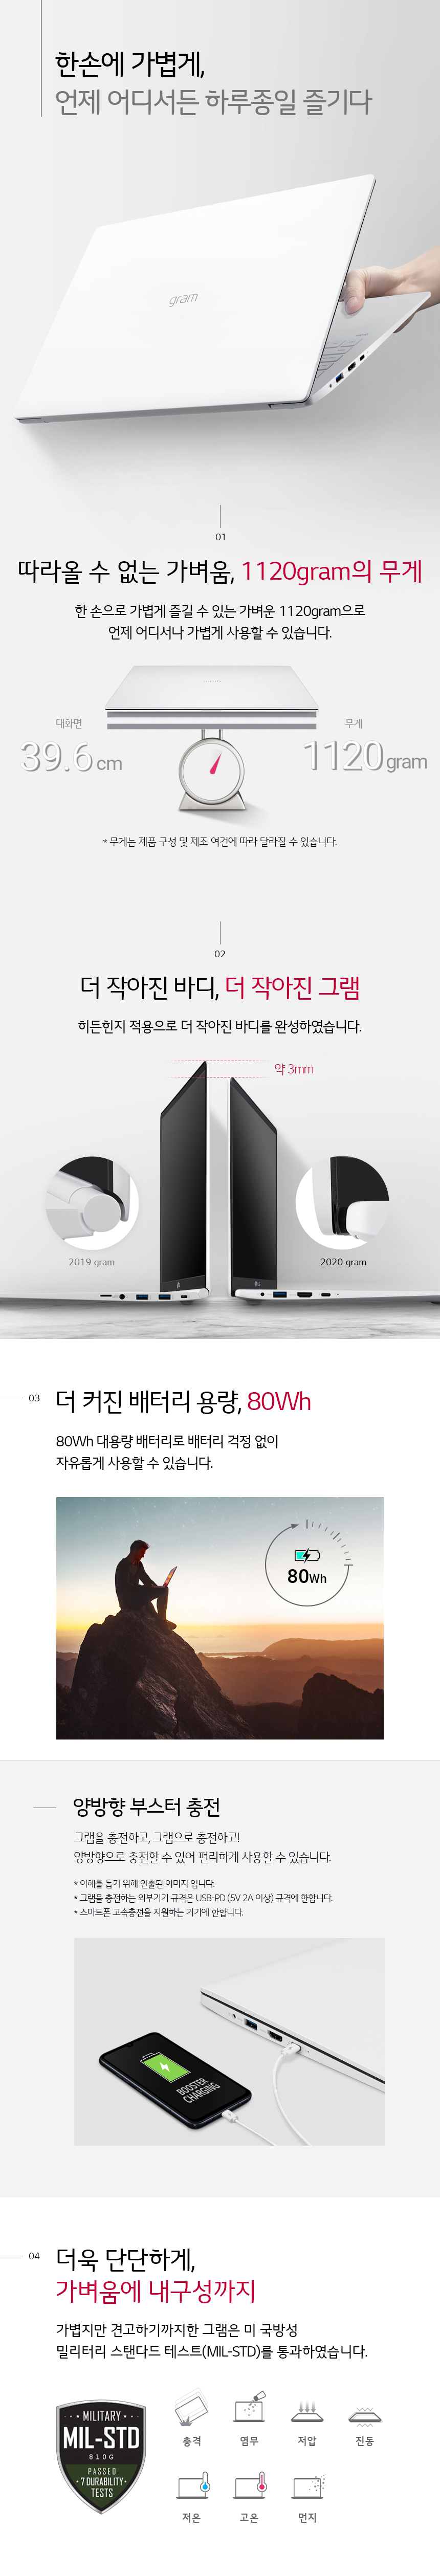 한손에 가볍게,
언제 어디서든 하루종일 즐기다
gram
01
따라올 수 없는 가벼움, 1120gram의 무게
한 손으로 가볍게 즐길 수 있는 가벼운 1120gram으로
언제 어디서나 가볍게 사용할 수 있습니다.
대화면
39.6cm
무게
1120gram
* 무게는 제품 구성 및 제조 여건에 따라 달라질 수 있습니다.
02
더 작아진 바디, 더 작아진 그램
히든힌지 적용으로 더 작아진 바디를 완성하였습니다.
약 3mm
2019 gram
2020 gram
03
더 커진 배터리 용량, 80Wh
80Wh 대용량 배터리로 배터리 걱정 없이
자유롭게 사용할 수 있습니다.
80Wh
양방향 부스터 충전
그램을 충전하고, 그램으로 충전하고!
양방향으로 충전할 수 있어 편리하게 사용할 수 있습니다.
* 이해를 돕기 위해 연출된 이미지 입니다.
* 그램을 충전하는 외부기기 규격은 USB-PD (5V 2A 이상) 규격에 한합니다.
* 스마트폰 고속충전을 지원하는 기기에 한합니다.
BOOSTER
CHARGING
04
더욱 단단하게,
가벼움에 내구성까지
가볍지만 견고하기까지한 그램은 미 국방성
밀리터리 스탠다드 테스트(MIL-STD)를 통과하였습니다.
• MILITARY •
MIL-STD
810G
PASSED
• 7 DURABILITY •
TESTS
충격
염무
저압
진동
저온
고온
먼지